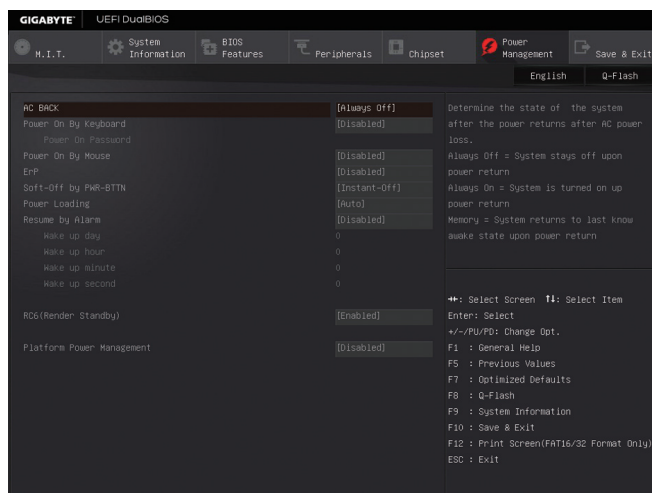 GIGABYTE™ UEFI DualBIOS
M.I.T. System Information BIOS Features Peripherals Chipset Power Management Save & Exit
English Q-Flash
AC BACK [Always Off]
Power On By Keyboard [Disabled]
Power On Password
Power On By Mouse [Disabled]
ErP [Disabled]
Soft-Off by PWR-BTTN [Instant-Off]
Power Loading [Auto]
Resume by Alarm [Disabled]
Wake up day 0
Wake up hour 0
Wake up minute 0
Wake up second 0
RC6(Render Standby) [Enabled]
Platform Power Management [Disabled]
Determine the state of the system
after the power returns after AC power
loss.
Always Off = System stays off upon
power return
Always On = System is turned on up
power return
Memory = System returns to last know
awake state upon power return
→←: Select Screen ↑↓: Select Item
Enter: Select
+/-/PU/PD: Change Opt.
F1 : General Help
F5 : Previous Values
F7 : Optimized Defaults
F8 : Q-Flash
F9 : System Information
F10 : Save & Exit
F12 : Print Screen(FAT16/32 Format Only)
ESC : Exit